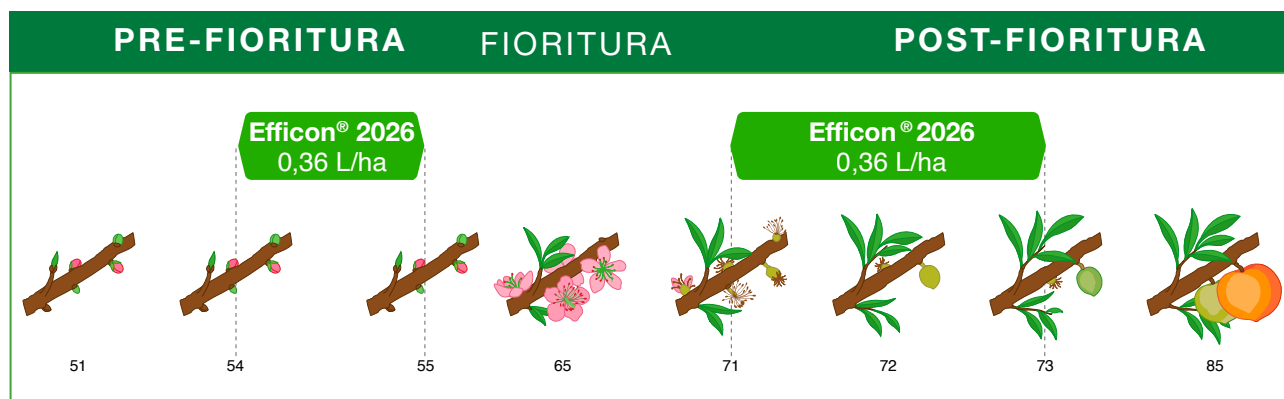 PRE-FIORITURA FIORITURA POST-FIORITURA
Efficon® 2026
0,36 L/ha
Efficon® 2026
0,36 L/ha
51 54 55 65 71 72 73 85